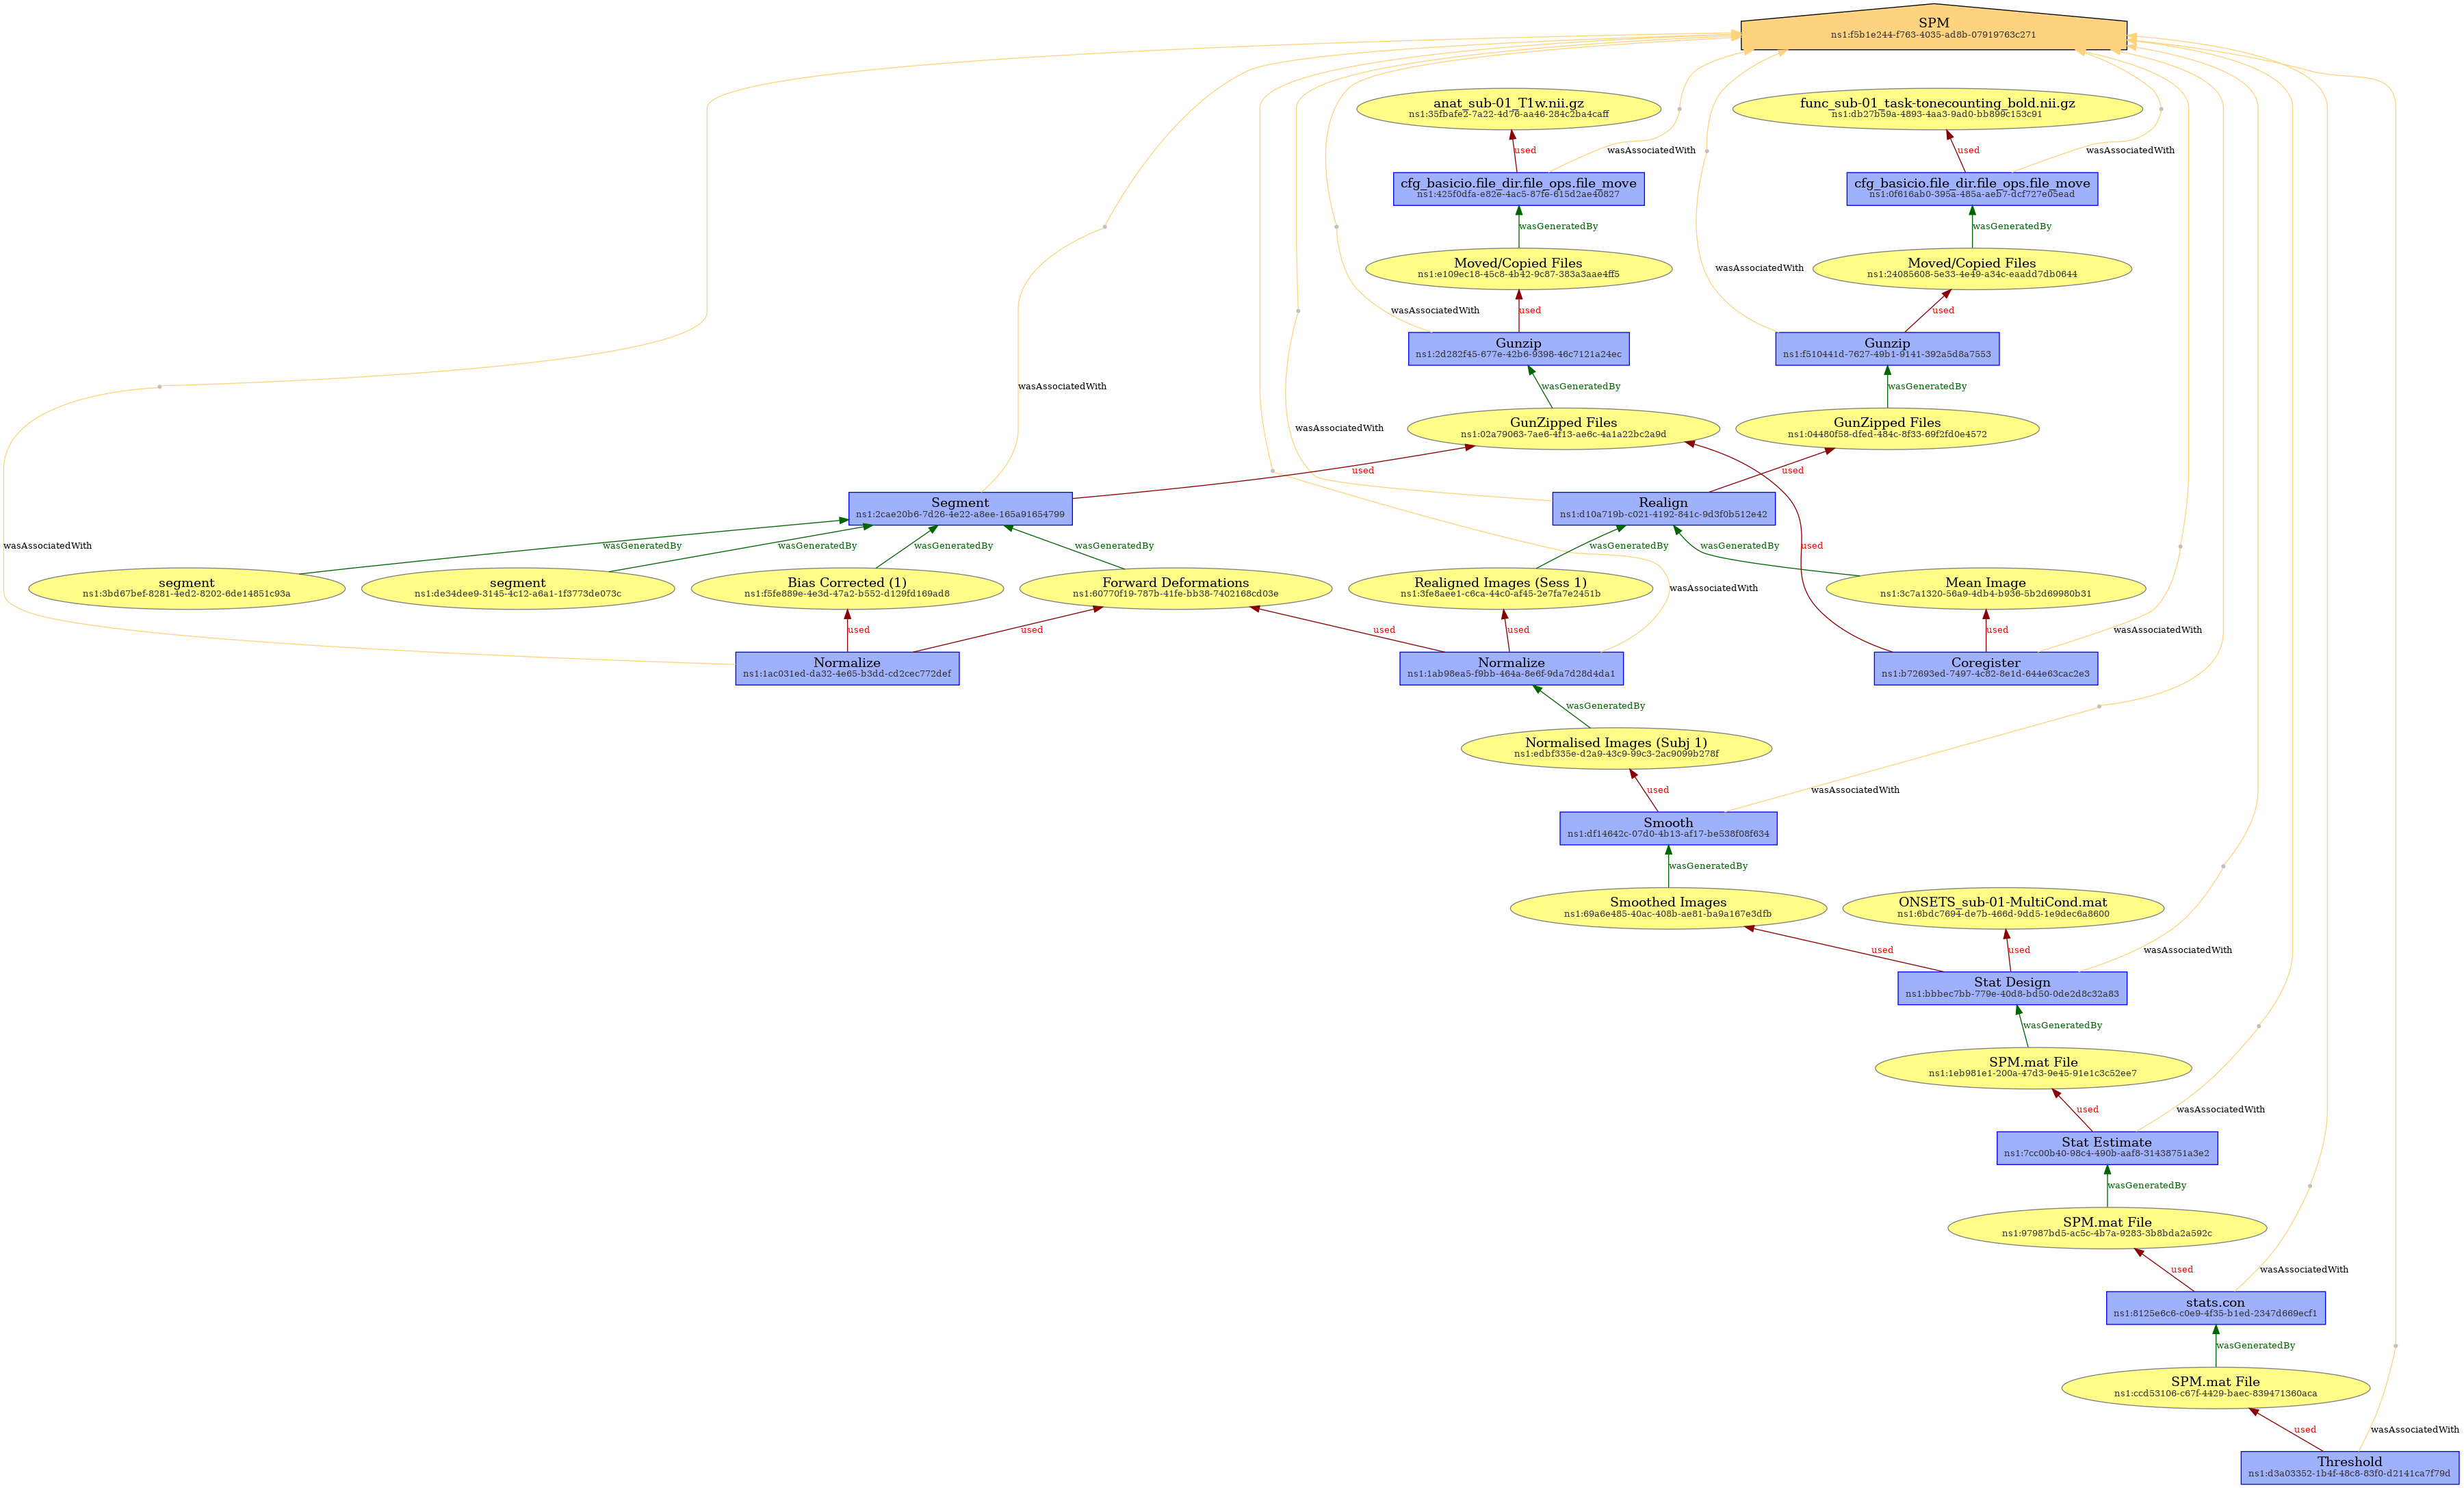 SPM
ns1:f5b1e244-f763-4035-ad8b-07919763c271
anat_sub-01_T1w.nii.gz
ns1:35fbafe2-7a22-4d76-aa46-284c2ba4caff
func_sub-01_task-tonecounting_bold.nii.gz
ns1:db27b59a-4893-4aa3-9ad0-bb899c153c91
used
wasAssociatedWith
used
wasAssociatedWith
cfg_basicio.file_dir.file_ops.file_move
ns1:425f0dfa-e82e-4ac5-87fe-615d2ae40827
cfg_basicio.file_dir.file_ops.file_move
ns1:0f616ab0-395a-485a-aeb7-dcf727e05ead
wasGeneratedBy
wasGeneratedBy
Moved/Copied Files
ns1:e109ec18-45c8-4b42-9c87-383a3aae4ff5
Moved/Copied Files
ns1:24085608-5e33-4e49-a34c-eaadd7db0644
wasAssociatedWith
used
wasAssociatedWith
used
Gunzip
ns1:2d282f45-677e-42b6-9398-46c7121a24ec
Gunzip
ns1:f510441d-7627-49b1-9141-392a5d8a7553
wasAssociatedWith
wasGeneratedBy
wasGeneratedBy
GunZipped Files
ns1:02a79063-7ae6-4f13-ae6c-4a1a22bc2a9d
GunZipped Files
ns1:04480f58-dfed-484c-8f33-69f2fd0e4572
wasAssociatedWith
used
used
Segment
ns1:2cae20b6-7d26-4e22-a8ee-165a91654799
Realign
ns1:d10a719b-c021-4192-841c-9d3f0b512e42
wasAssociatedWith
wasGeneratedBy
wasGeneratedBy
wasGeneratedBy
wasGeneratedBy
wasGeneratedBy
wasGeneratedBy
used
segment
ns1:3bd67bef-8281-4ed2-8202-6de14851c93a
segment
ns1:de34dee9-3145-4c12-a6a1-1f3773de073c
Bias Corrected (1)
ns1:f5fe889e-4e3d-47a2-b552-d129fd169ad8
Forward Deformations
ns1:60770f19-787b-41fe-bb38-7402168cd03e
Realigned Images (Sess 1)
ns1:3fe8aee1-c6ca-44c0-af45-2e7fa7e2451b
wasAssociatedWith
Mean Image
ns1:3c7a1320-56a9-4db4-b936-5b2d69980b31
used
used
used
used
used
wasAssociatedWith
Normalize
ns1:1ac031ed-da32-4e65-b3dd-cd2cec772def
Normalize
ns1:1ab98ea5-f9bb-464a-8e6f-9da7d28d4da1
Coregister
ns1:b72693ed-7497-4c82-8e1d-644e63cac2e3
wasGeneratedBy
Normalised Images (Subj 1)
ns1:edbf335e-d2a9-43c9-99c3-2ac9099b278f
used
wasAssociatedWith
Smooth
ns1:df14642c-07d0-4b13-af17-be538f08f634
wasGeneratedBy
Smoothed Images
ns1:69a6e485-40ac-408b-ae81-ba9a167e3dfb
ONSETS_sub-01-MultiCond.mat
ns1:6bdc7694-de7b-466d-9dd5-1e9dec6a8600
used
used
wasAssociatedWith
Stat Design
ns1:bbbec7bb-779e-40d8-bd50-0de2d8c32a83
wasGeneratedBy
SPM.mat File
ns1:1eb981e1-200a-47d3-9e45-91e1c3c52ee7
used
wasAssociatedWith
Stat Estimate
ns1:7cc00b40-98c4-490b-aaf8-31438751a3e2
wasGeneratedBy
SPM.mat File
ns1:97987bd5-ac5c-4b7a-9283-3b8bda2a592c
used
wasAssociatedWith
stats.con
ns1:8125e6c6-c0e9-4f35-b1ed-2347d669ecf1
wasGeneratedBy
SPM.mat File
ns1:ccd53106-c67f-4429-baec-839471360aca
used
wasAssociatedWith
Threshold
ns1:d3a03352-1b4f-48c8-83f0-d2141ca7f79d